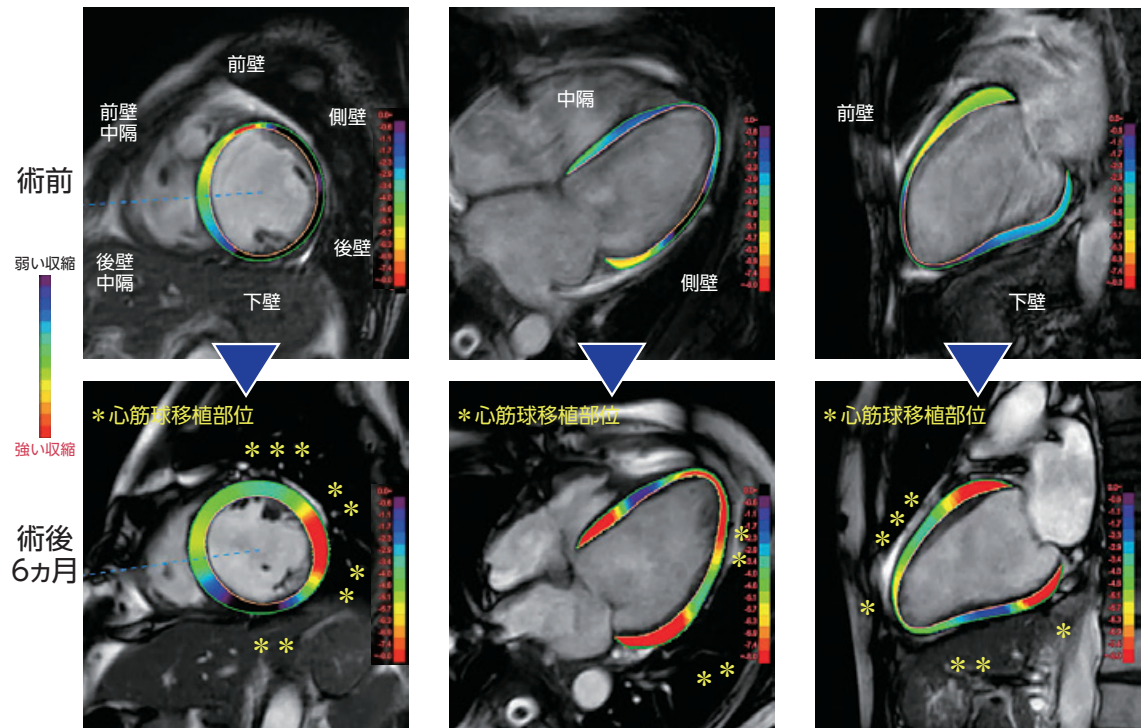 前壁
前壁
中隔
側壁
後壁
中隔
後壁
下壁
中隔
側壁
前壁
下壁
術前
弱い収縮
強い収縮
術後
6ヵ月
*心筋球移植部位
*心筋球移植部位
*心筋球移植部位